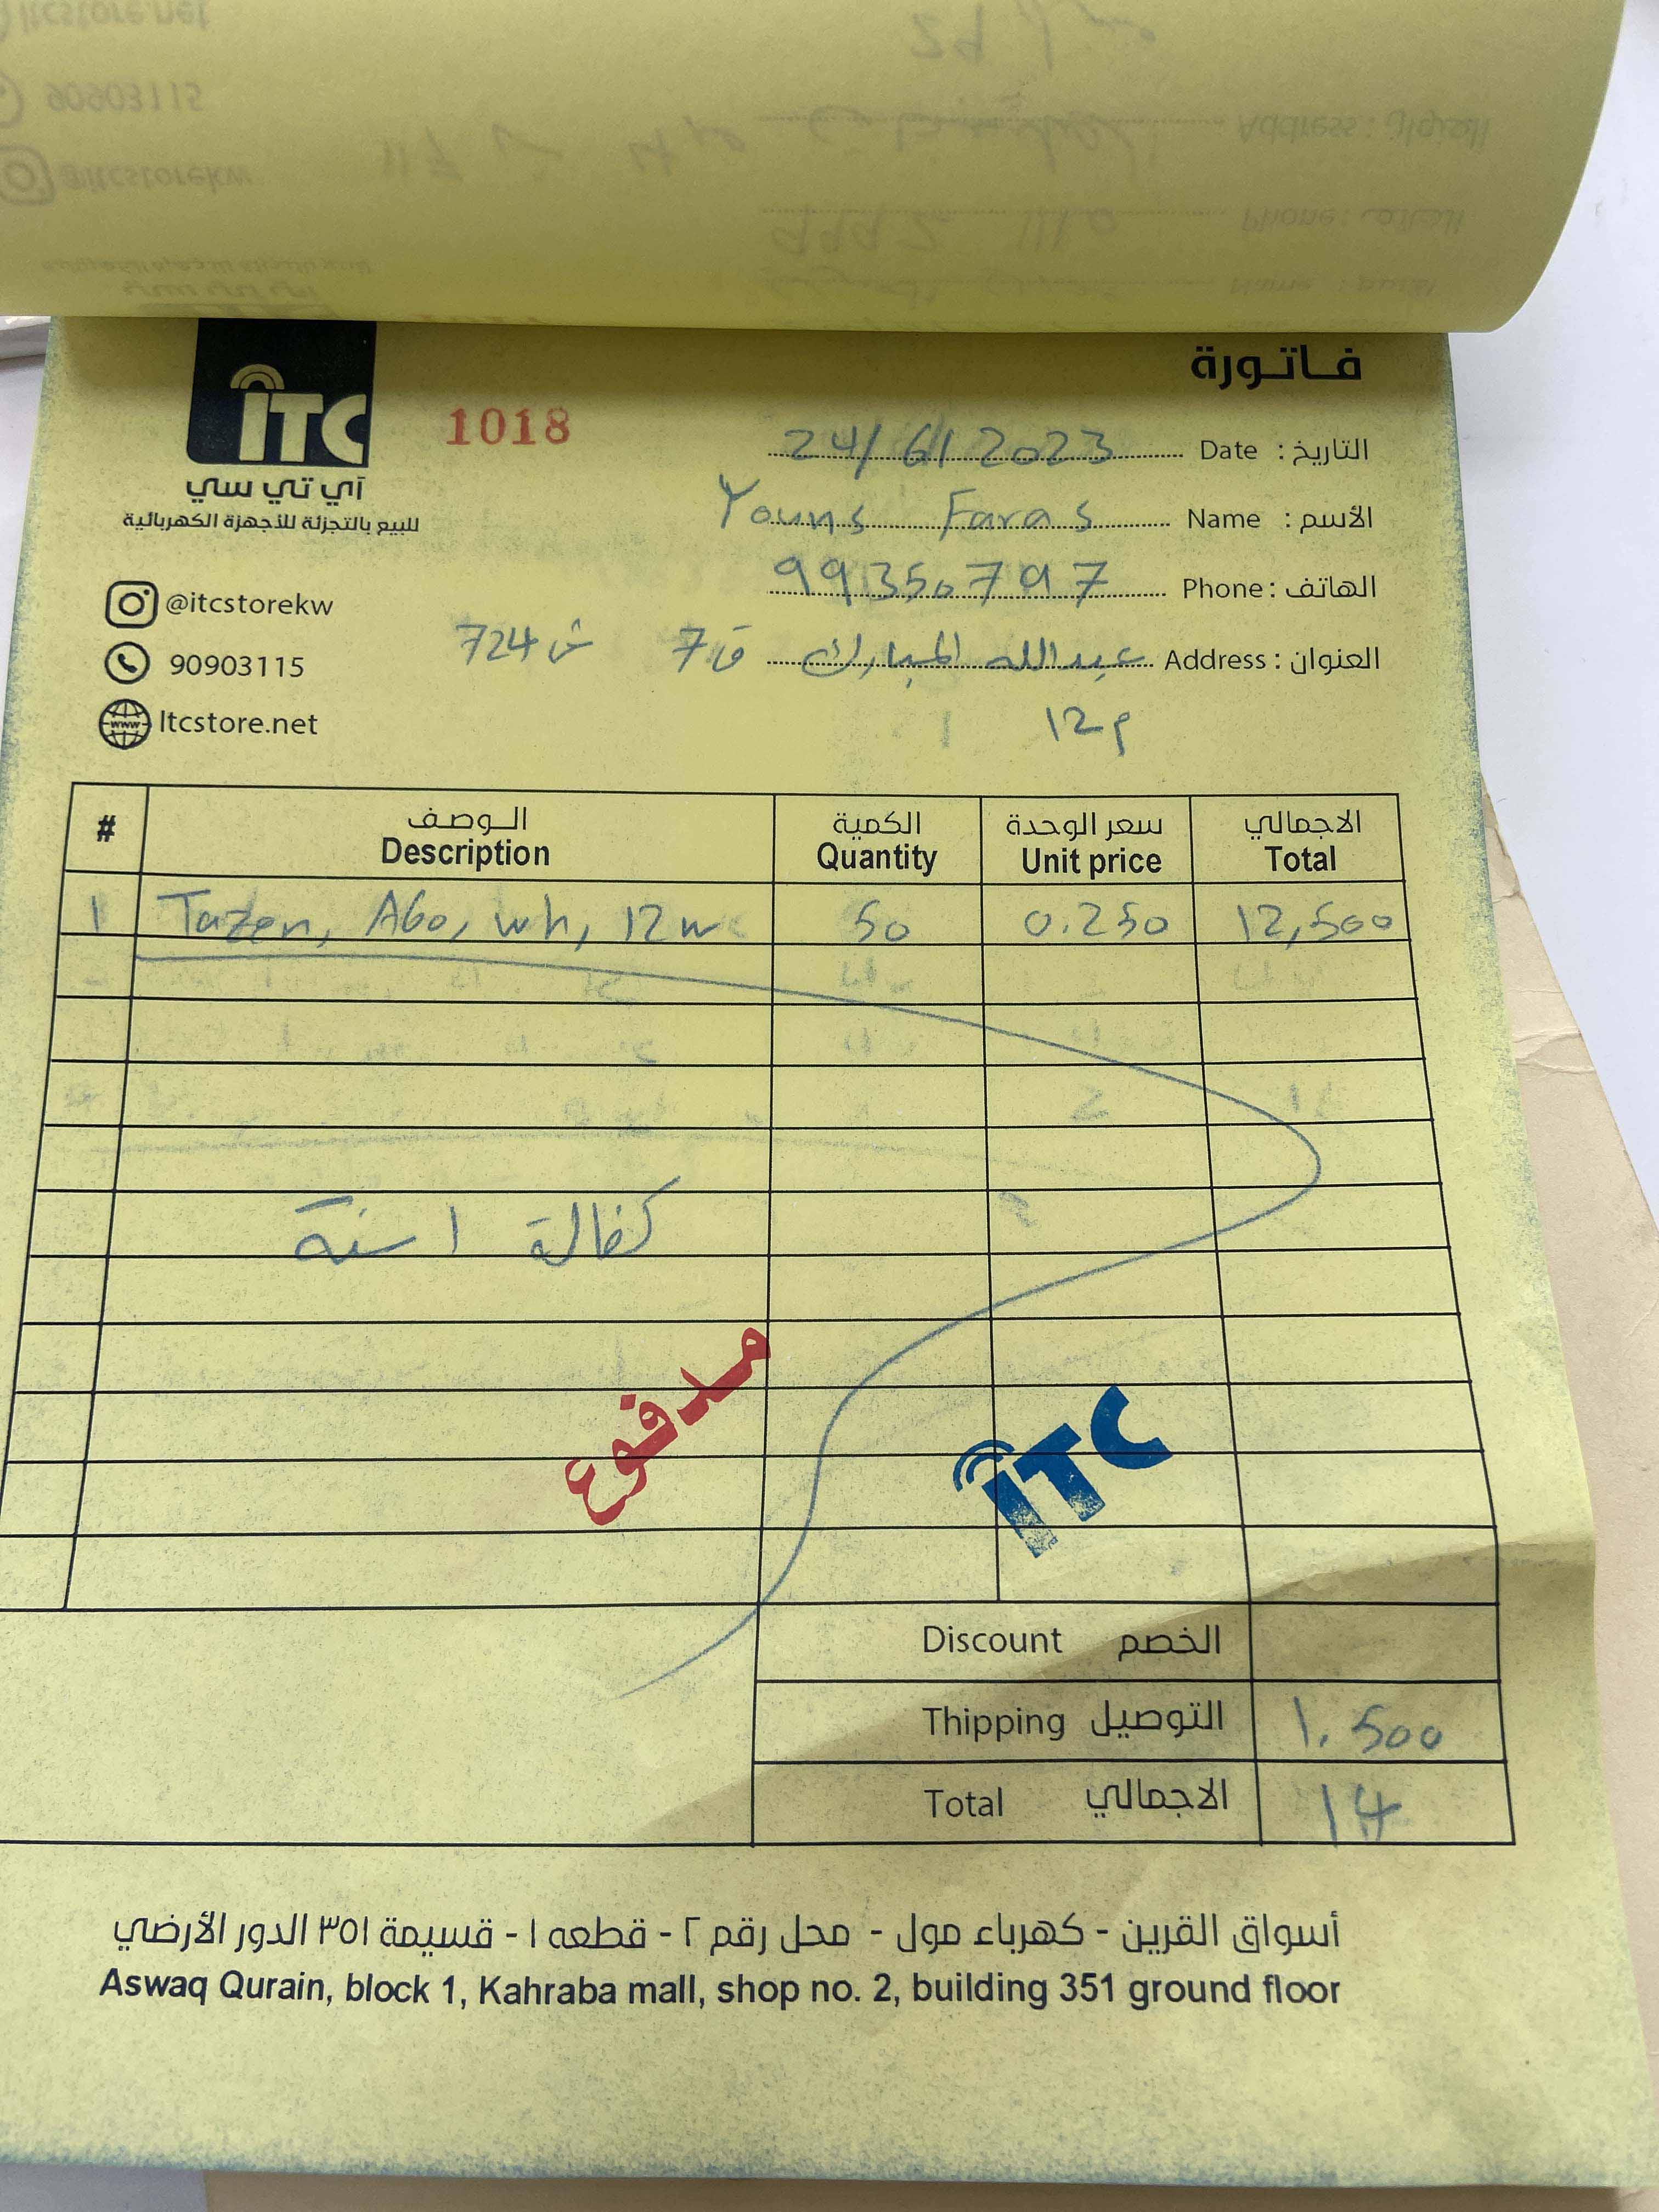 فاتورة
ITC
آي تي سي
للبيع بالتجزئة للأجهزة الكهربائية
1018
التاريخ : Date 24/6/2023
الأسم : Name Youns Faras
الهاتف : Phone 99350797
العنوان : Address عبدالله المبارك ق 7 ش 724
م 12
@itcstorekw
90903115
www Itcstore.net
# الوصف الكمية سعر الوحدة الاجمالي
Description Quantity Unit price Total
1 Tazen, A60, wh, 12w 50 0.250 12,500
كفالة 1 سنة
مدفوع
ITC
Discount الخصم
Thipping التوصيل 1.500
Total الاجمالي 14
أسواق القرين - كهرباء مول - محل رقم ٢ - قطعه ١ - قسيمة ٣٥١ الدور الأرضي
Aswaq Qurain, block 1, Kahraba mall, shop no. 2, building 351 ground floor